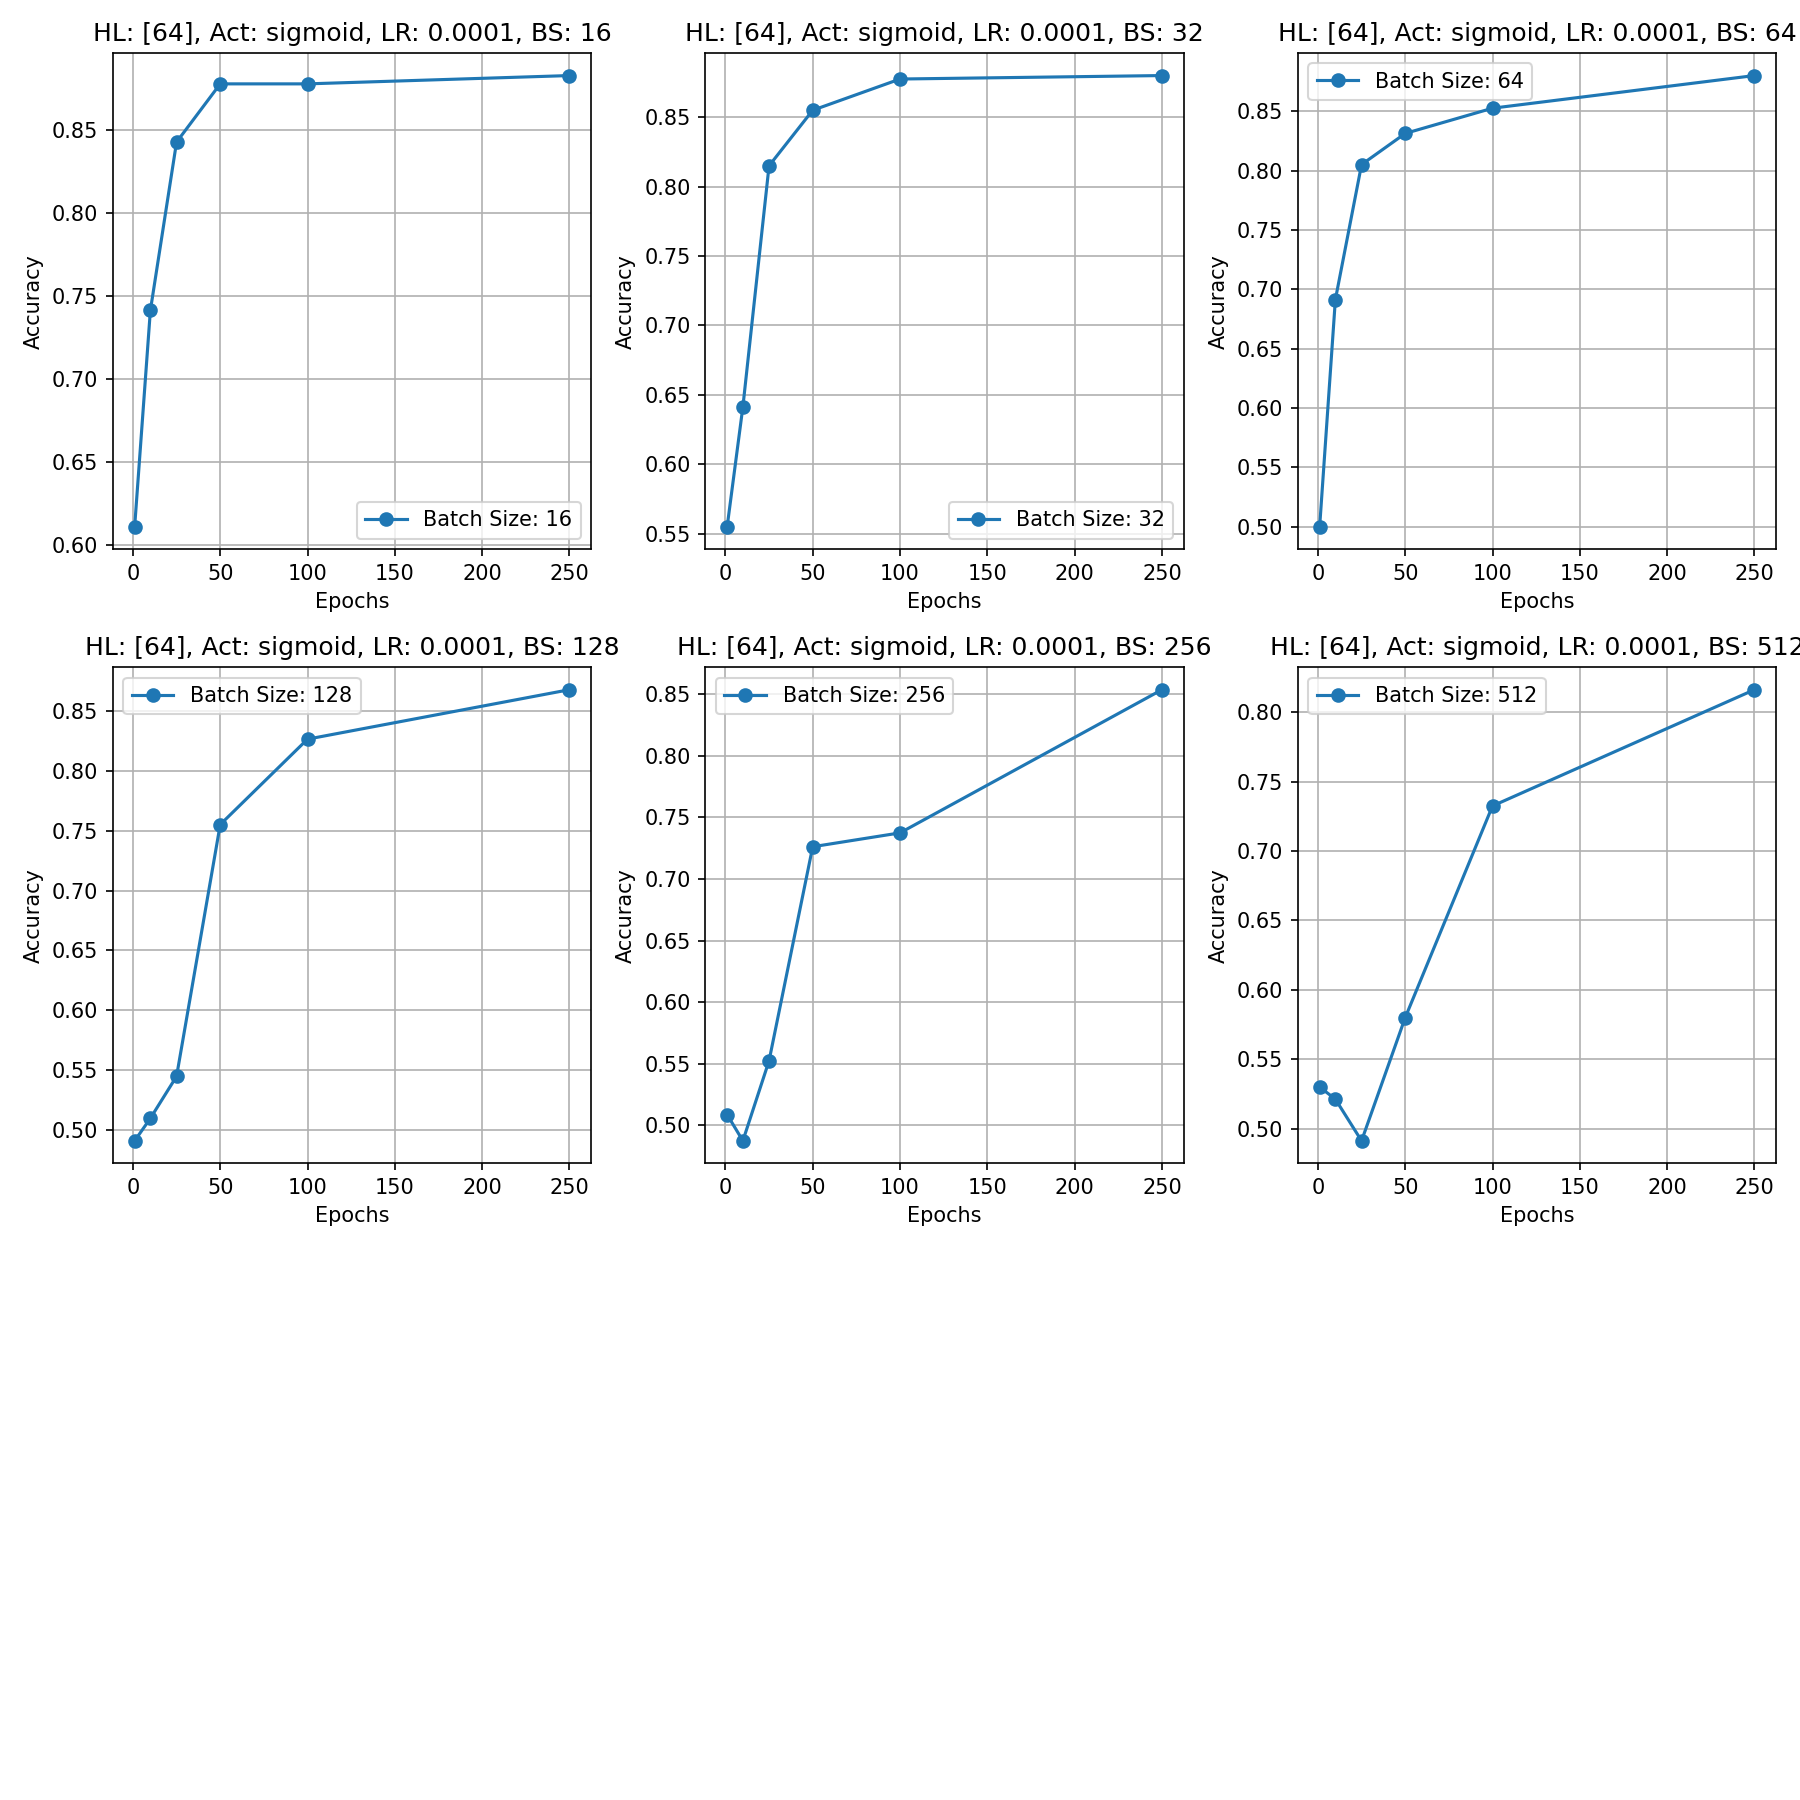 HL: [64], Act: sigmoid, LR: 0.0001, BS: 16
Accuracy
0.85
0.80
0.75
0.70
0.65
0.60
Batch Size: 16
0 50 100 150 200 250
Epochs
HL: [64], Act: sigmoid, LR: 0.0001, BS: 32
Accuracy
0.85
0.80
0.75
0.70
0.65
0.60
0.55
Batch Size: 32
0 50 100 150 200 250
Epochs
HL: [64], Act: sigmoid, LR: 0.0001, BS: 64
Batch Size: 64
Accuracy
0.85
0.80
0.75
0.70
0.65
0.60
0.55
0.50
0 50 100 150 200 250
Epochs
HL: [64], Act: sigmoid, LR: 0.0001, BS: 128
Batch Size: 128
Accuracy
0.85
0.80
0.75
0.70
0.65
0.60
0.55
0.50
0 50 100 150 200 250
Epochs
HL: [64], Act: sigmoid, LR: 0.0001, BS: 256
Batch Size: 256
Accuracy
0.85
0.80
0.75
0.70
0.65
0.60
0.55
0.50
0 50 100 150 200 250
Epochs
HL: [64], Act: sigmoid, LR: 0.0001, BS: 512
Batch Size: 512
Accuracy
0.80
0.75
0.70
0.65
0.60
0.55
0.50
0 50 100 150 200 250
Epochs